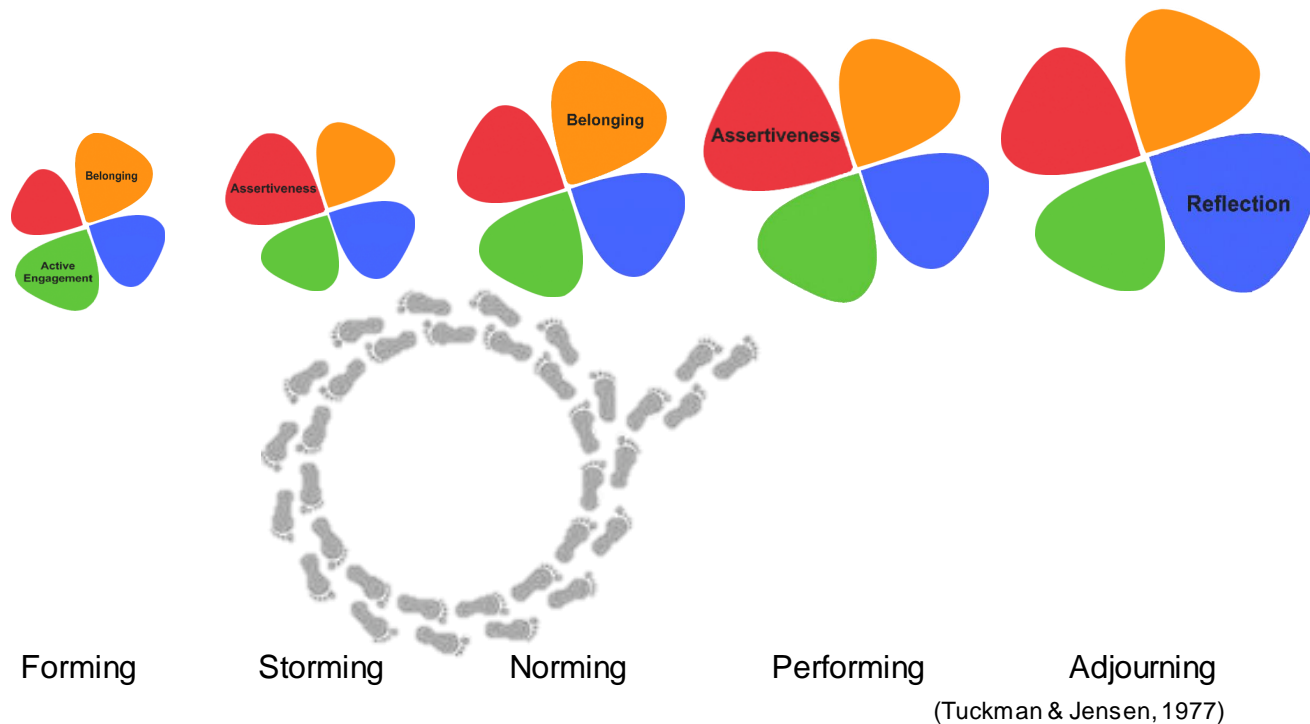 Belonging
Active
Engagement
Assertiveness
Belonging
Assertiveness
Reflection
Forming
Storming
Norming
Performing
Adjourning
(Tuckman & Jensen, 1977)